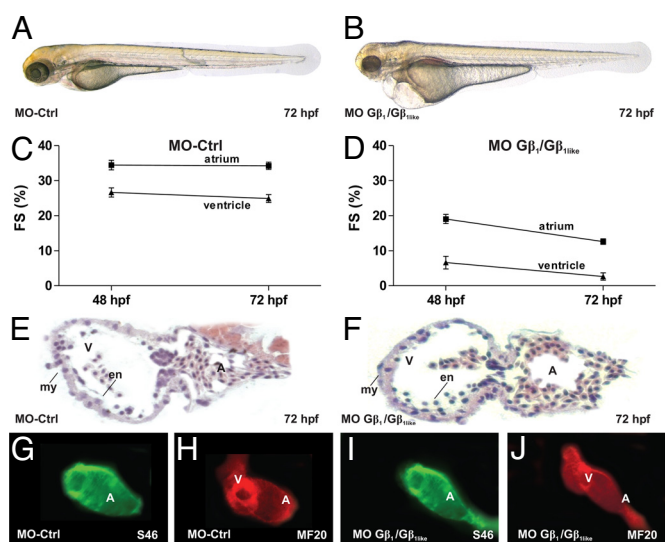 A
B
MO-Ctrl 72 hpf
MO Gβ₁/Gβ₁like 72 hpf
C MO-Ctrl
D MO Gβ₁/Gβ₁like
FS (%)
40
30
20
10
0
atrium
ventricle
48 hpf 72 hpf
FS (%)
40
30
20
10
0
atrium
ventricle
48 hpf 72 hpf
E
V
A
my
en
MO-Ctrl 72 hpf
F
V
A
my
en
MO Gβ₁/Gβ₁like 72 hpf
G
A
MO-Ctrl S46
H
V
A
MO-Ctrl MF20
I
A
MO Gβ₁/Gβ₁like S46
J
V
A
MO Gβ₁/Gβ₁like MF20